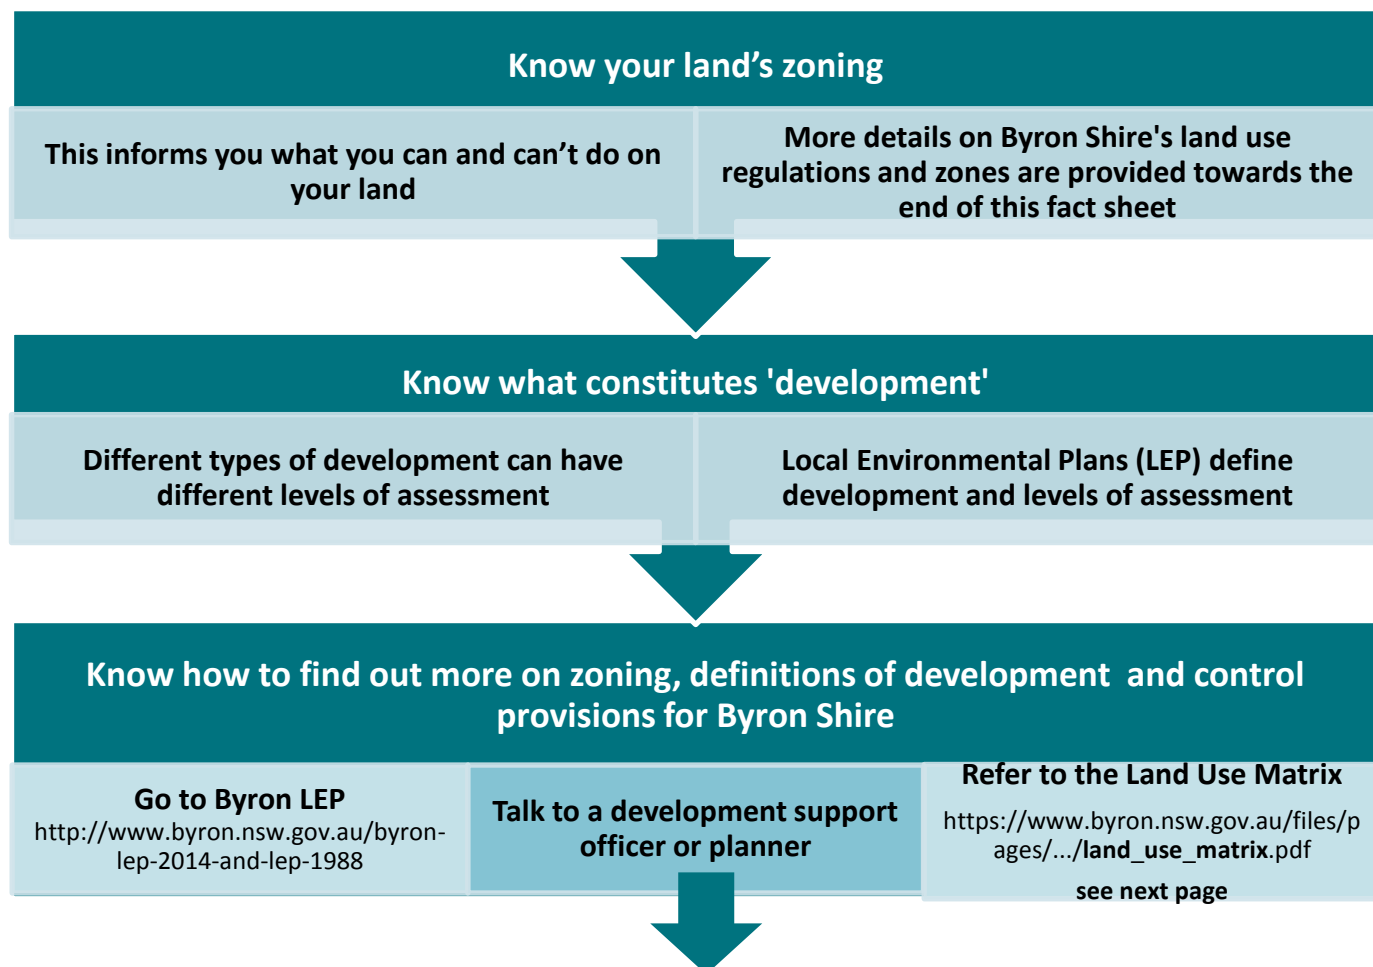 Know your land’s zoning
This informs you what you can and can’t do on
your land
More details on Byron Shire's land use
regulations and zones are provided towards the
end of this fact sheet
Know what constitutes 'development'
Different types of development can have
different levels of assessment
Local Environmental Plans (LEP) define
development and levels of assessment
Know how to find out more on zoning, definitions of development and control
provisions for Byron Shire
Go to Byron LEP
http://www.byron.nsw.gov.au/byron-
lep-2014-and-lep-1988
Talk to a development support
officer or planner
Refer to the Land Use Matrix
https://www.byron.nsw.gov.au/files/p
ages/.../land_use_matrix.pdf
see next page